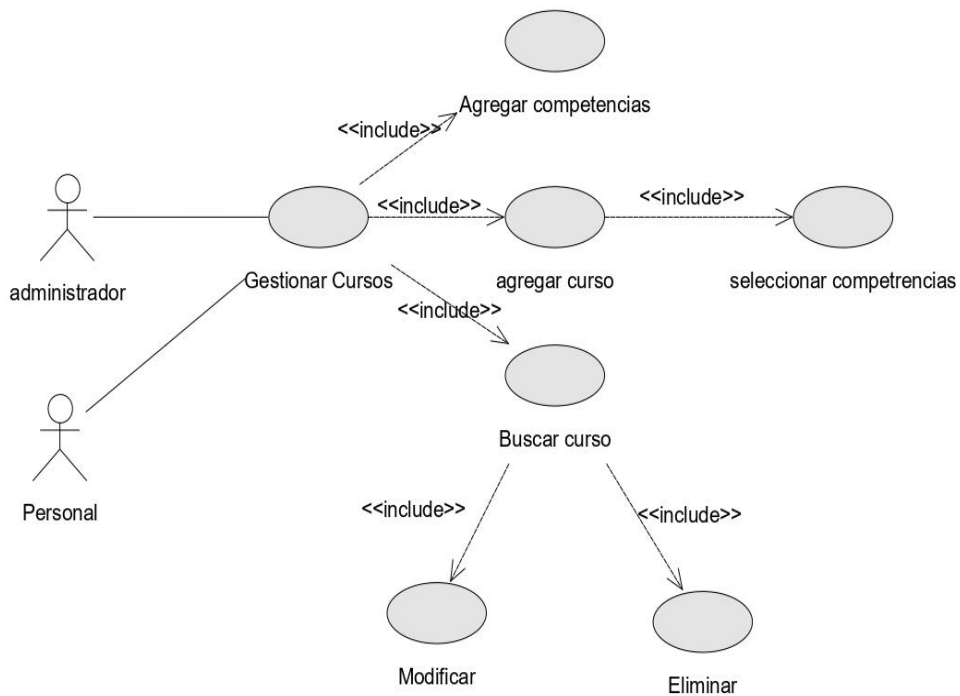 Agregar competencias
<<include>>
<<include>>
<<include>>
administrador
Gestionar Cursos
agregar curso
seleccionar competrencias
<<include>>
Buscar curso
Personal
<<include>>
<<include>>
Modificar
Eliminar